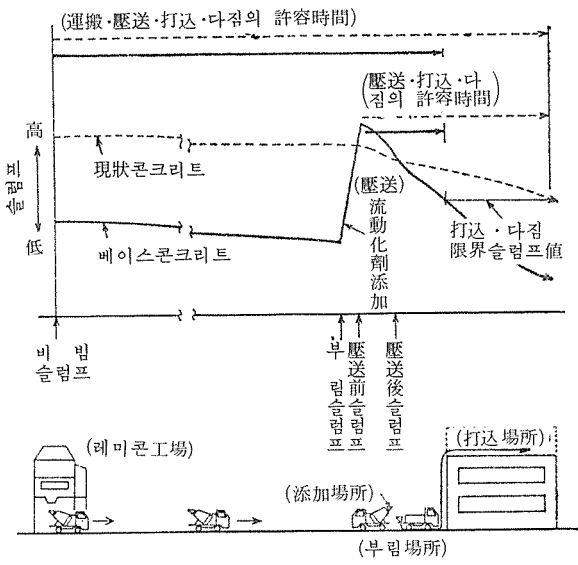 (運搬·壓送·打込·다짐의 許容時間)
(壓送·打込·다
짐의 許容時間)
高
슬럼프
低
現狀콘크리트
베이스콘크리트
(壓送)
流動化劑添加
打込·다짐
限界슬럼프値
비빔
슬럼프
부림슬럼프
壓送前슬럼프
壓送後슬럼프
(레미콘工場)
(添加場所)
(打込場所)
(부림場所)